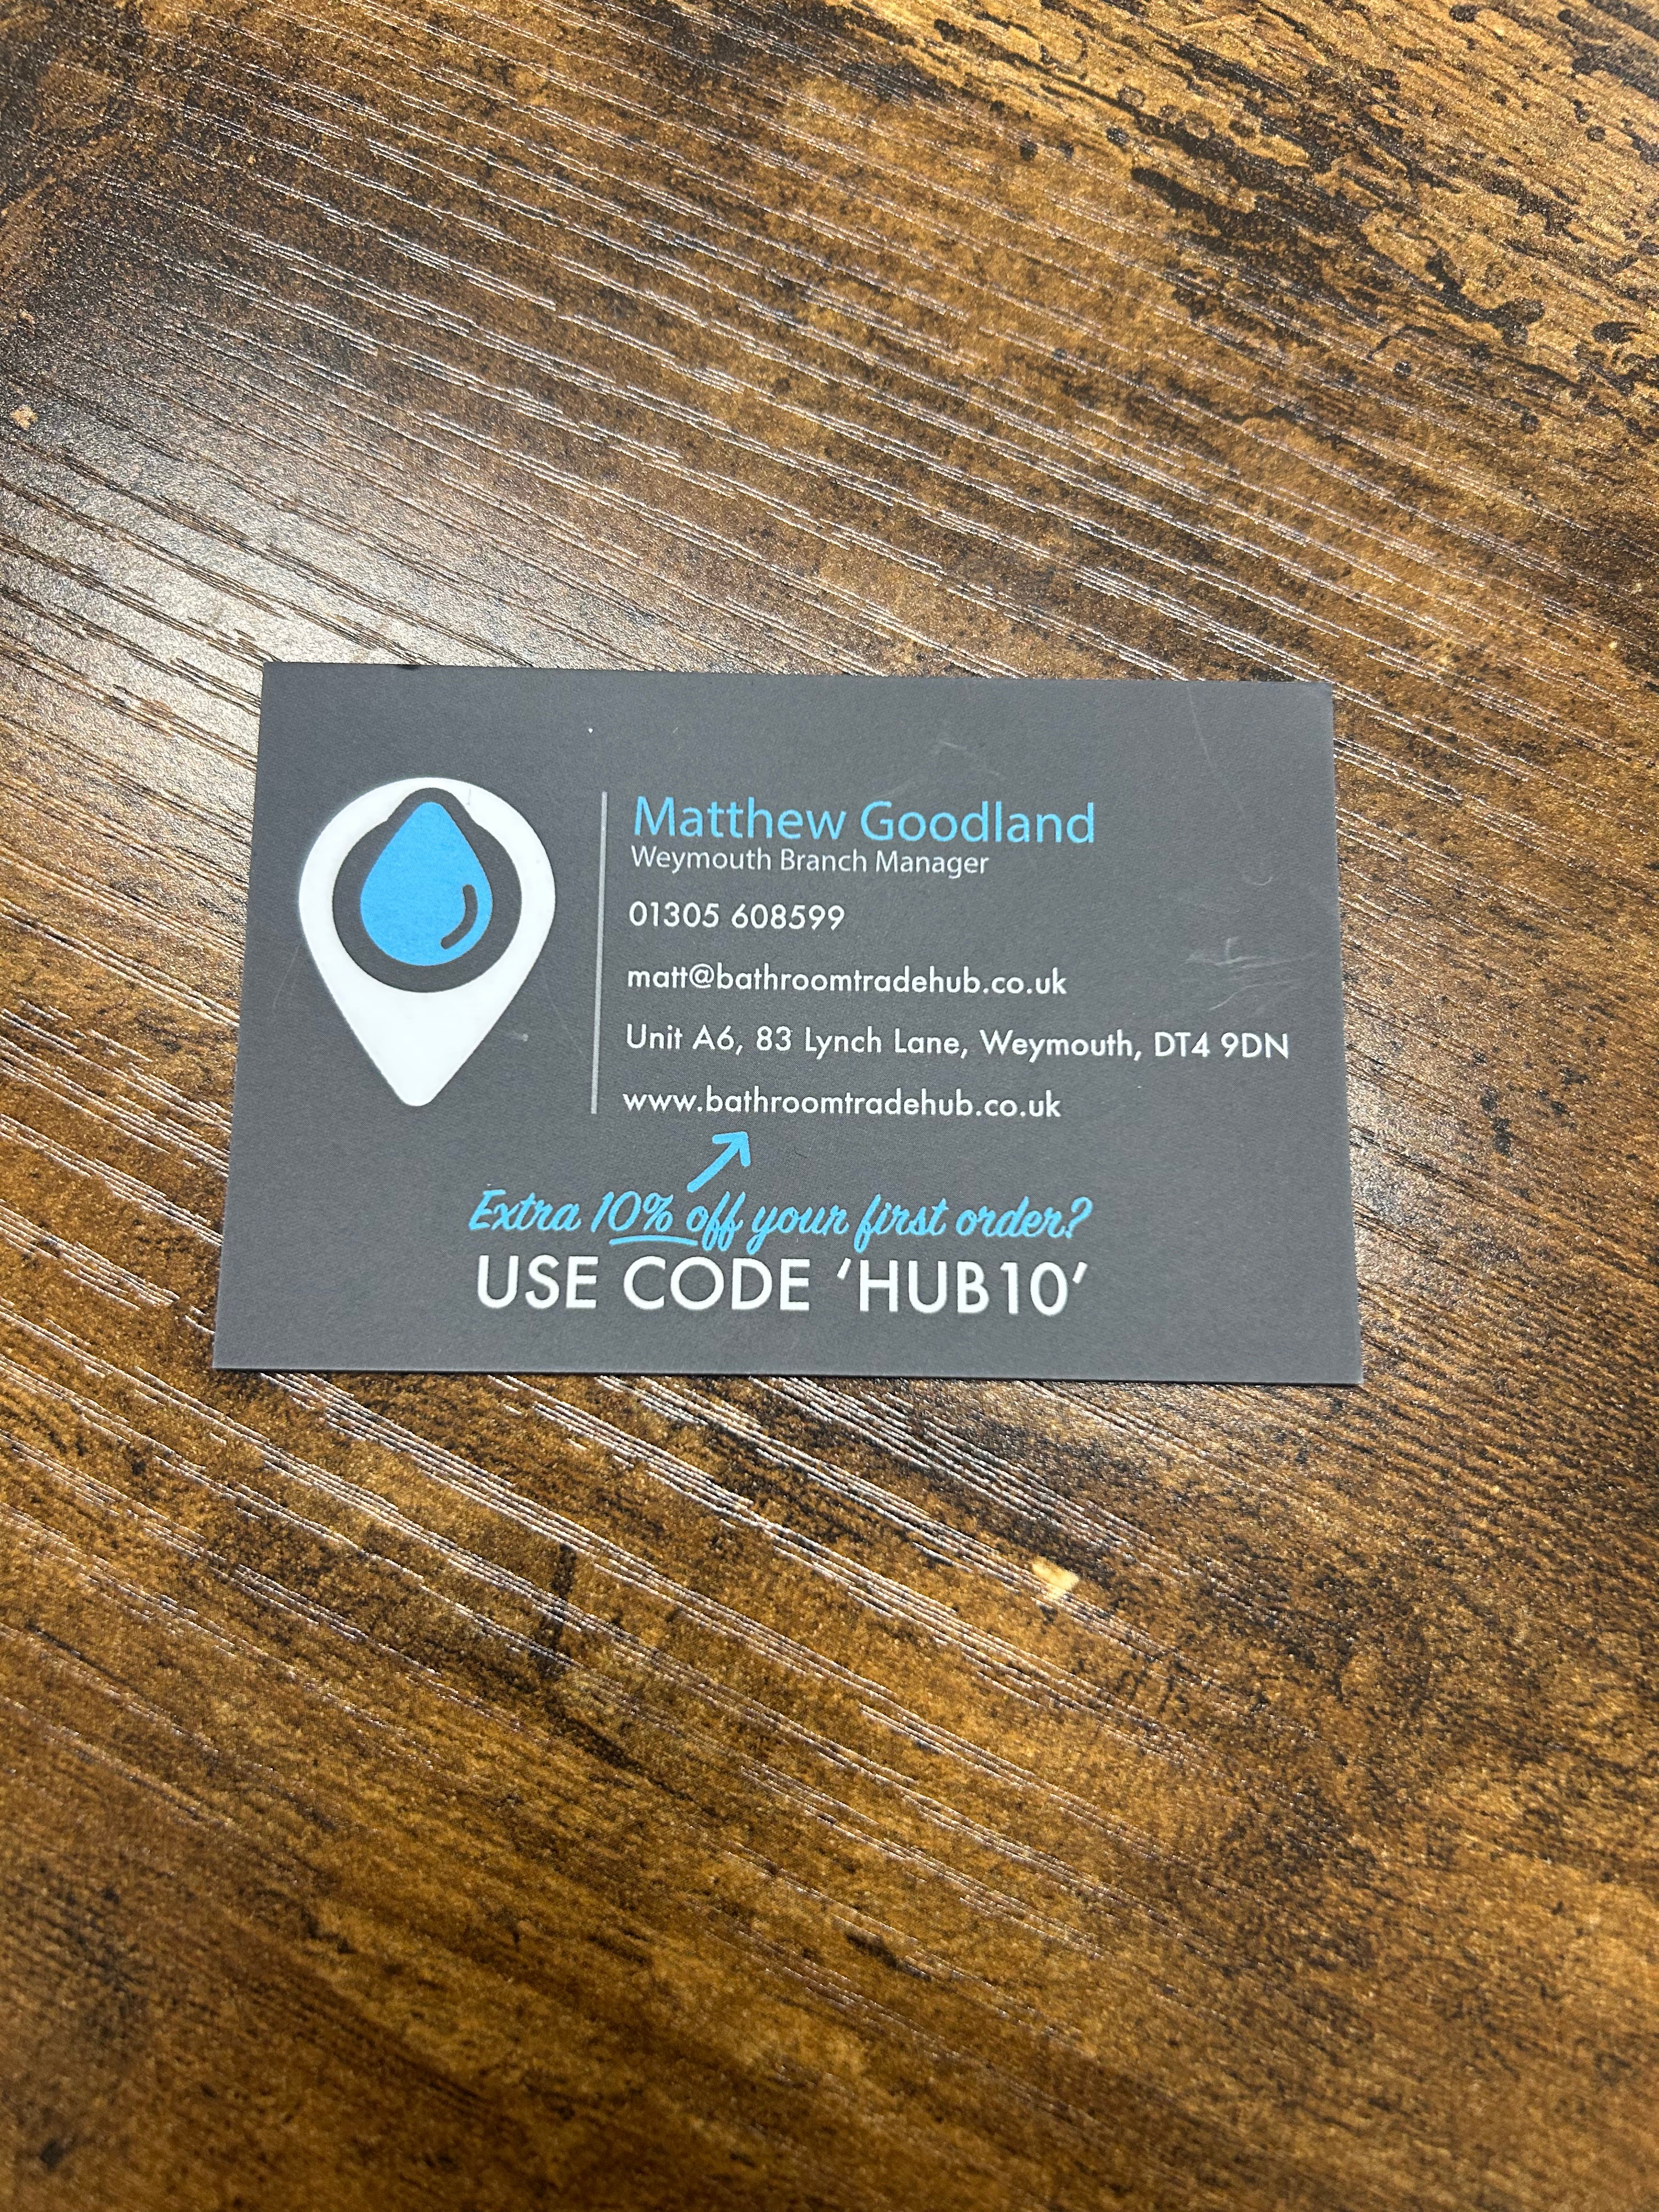 Matthew Goodland
Weymouth Branch Manager
01305 608599
matt@bathroomtradehub.co.uk
Unit A6, 83 Lynch Lane, Weymouth, DT4 9DN
www.bathroomtradehub.co.uk
Extra 10% off your first order?
USE CODE ‘HUB10’